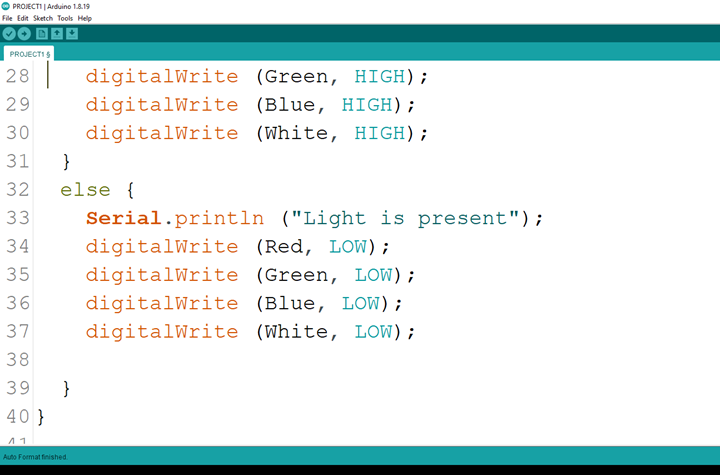 PROJECT1 | Arduino 1.8.19
File Edit Sketch Tools Help
PROJECT1 §
28 digitalWrite (Green, HIGH);
29 digitalWrite (Blue, HIGH);
30 digitalWrite (White, HIGH);
31 }
32 else {
33 Serial.println ("Light is present");
34 digitalWrite (Red, LOW);
35 digitalWrite (Green, LOW);
36 digitalWrite (Blue, LOW);
37 digitalWrite (White, LOW);
38
39 }
40 }
41
Auto Format finished.